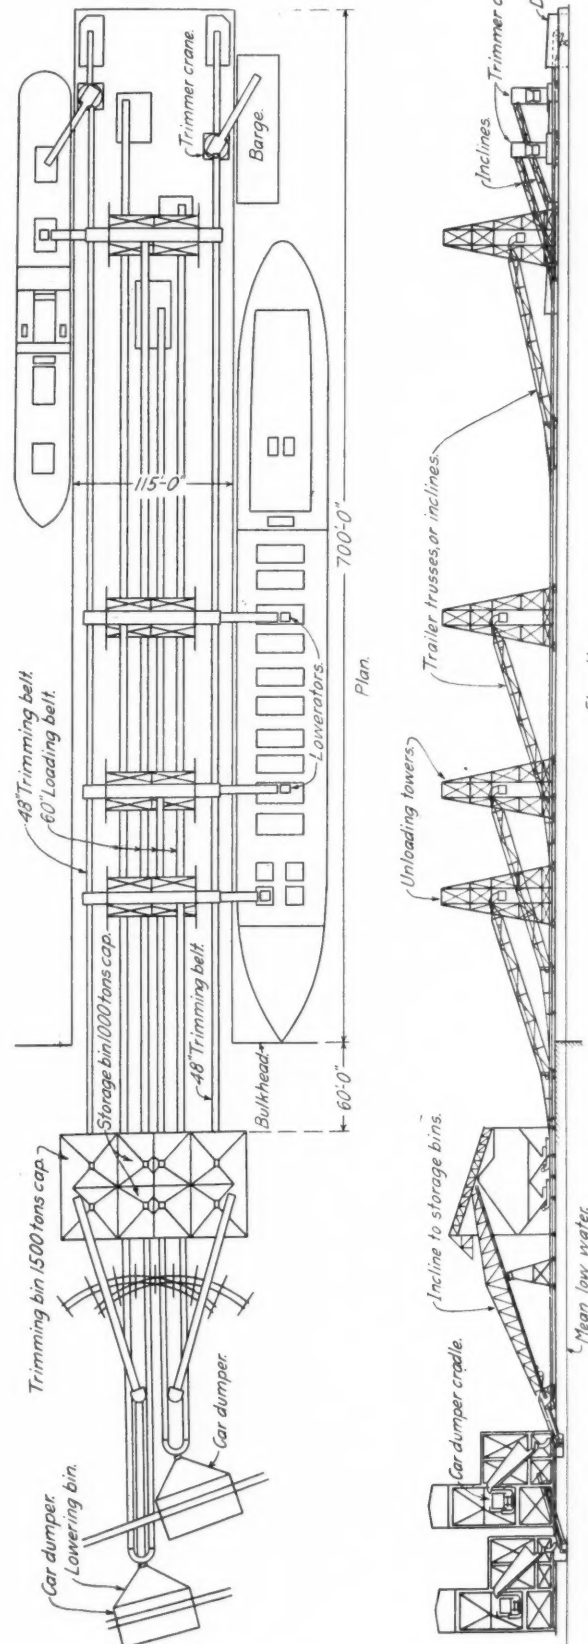 Car dumper.
Lowering bin.
Car dumper.
Trimming bin 1500 tons cap.
Storage bin 1000 tons cap.
48" Trimming belt.
60" Loading belt.
48" Trimming belt.
Bulkhead.
60'-0"
700'-0"
115'-0"
Lowerators.
Trimmer crane.
Barge.
Plan.
Car dumper cradle.
Incline to storage bins.
Mean low water.
Unloading towers.
Trailer trusses, or inclines.
Inclines.
Trimmer